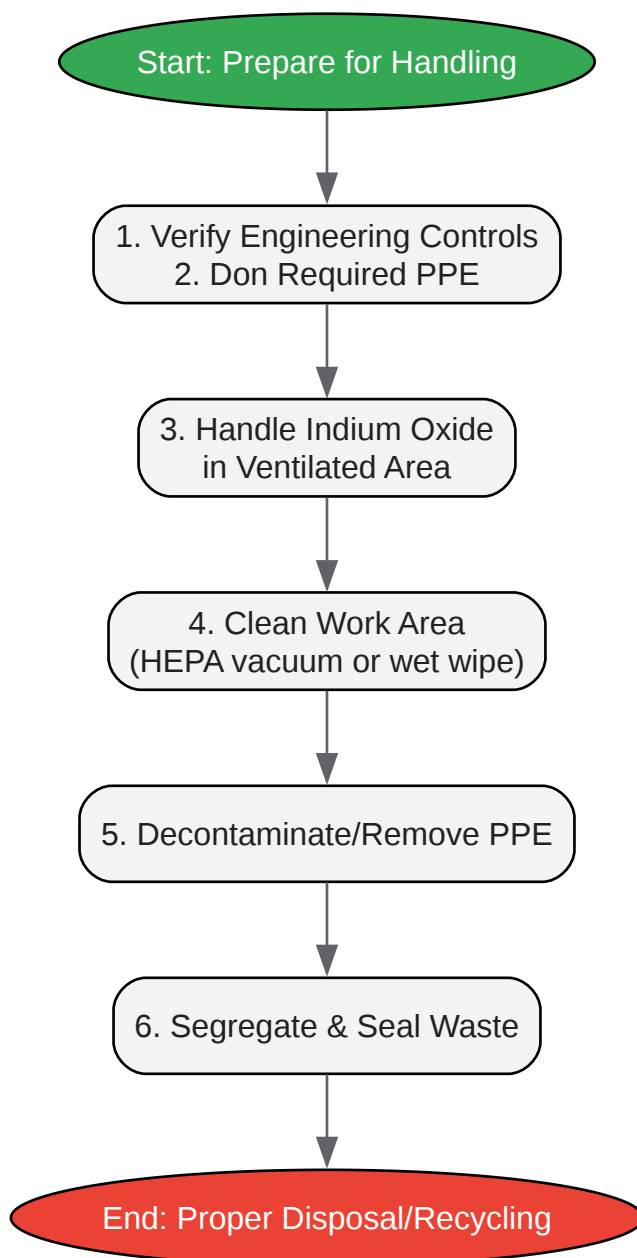 Start: Prepare for Handling
1. Verify Engineering Controls
2. Don Required PPE
3. Handle Indium Oxide
in Ventilated Area
4. Clean Work Area
(HEPA vacuum or wet wipe)
5. Decontaminate/Remove PPE
6. Segregate & Seal Waste
End: Proper Disposal/Recycling